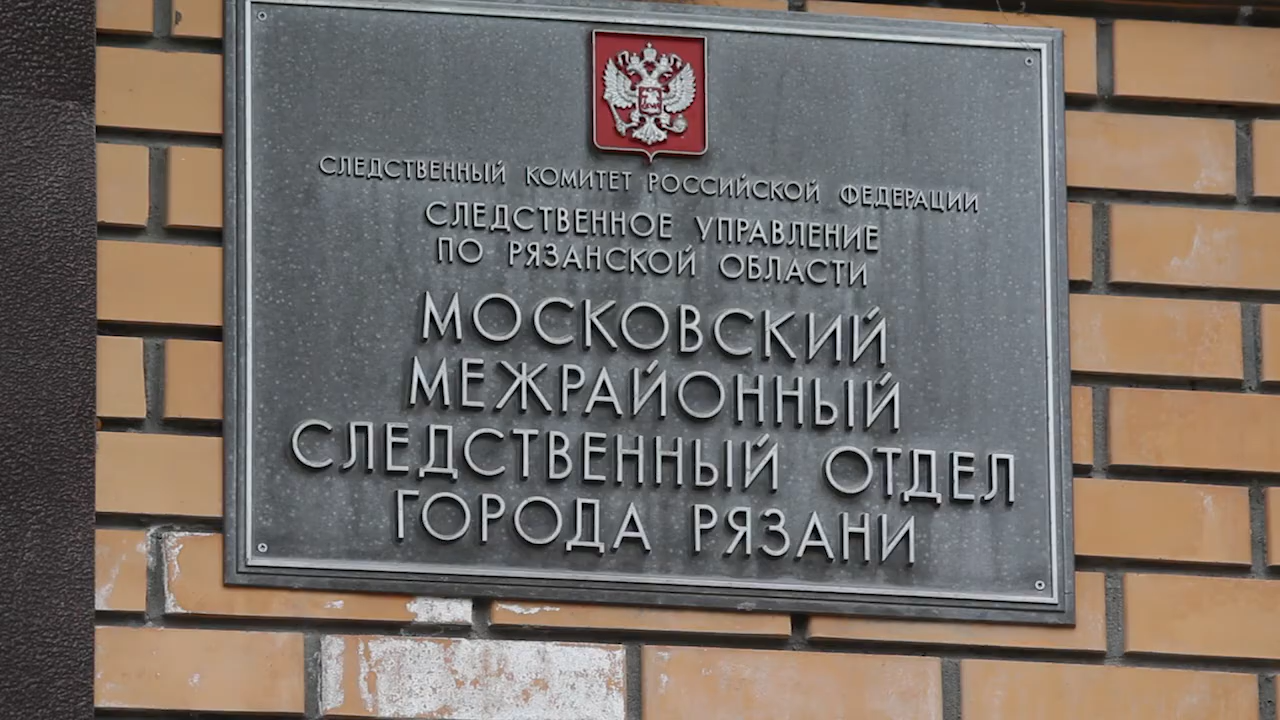 СЛЕДСТВЕННЫЙ КОМИТЕТ РОССИЙСКОЙ ФЕДЕРАЦИИ
СЛЕДСТВЕННОЕ УПРАВЛЕНИЕ
ПО РЯЗАНСКОЙ ОБЛАСТИ
МОСКОВСКИЙ
МЕЖРАЙОННЫЙ
СЛЕДСТВЕННЫЙ ОТДЕЛ
ГОРОДА РЯЗАНИ